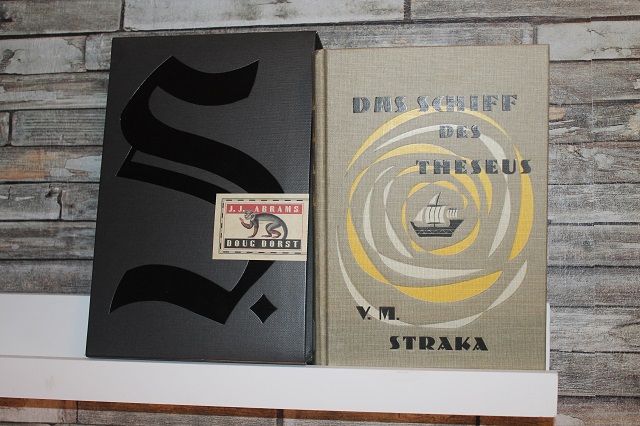 S.
J.J. ABRAMS
DOUG DORST
DAS SCHIFF
DES
THESEUS
V. M.
STRAKA